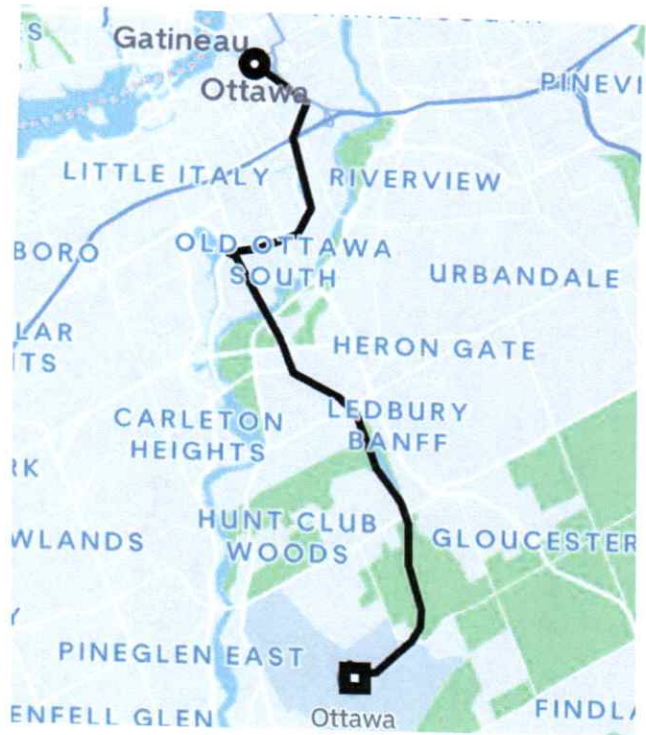 S
Gatineau
Ottawa
PINEVI
LITTLE ITALY
RIVERVIEW
BORO
OLD OTTAWA
SOUTH
URBANDALE
LAR
ITS
HERON GATE
CARLETON
HEIGHTS
LEDBURY
BANFF
RK
HUNT CLUB
WOODS
WLANDS
GLOUCESTER
Y
PINEGLEN EAST
Ottawa
ENFELL GLEN
FINDLA